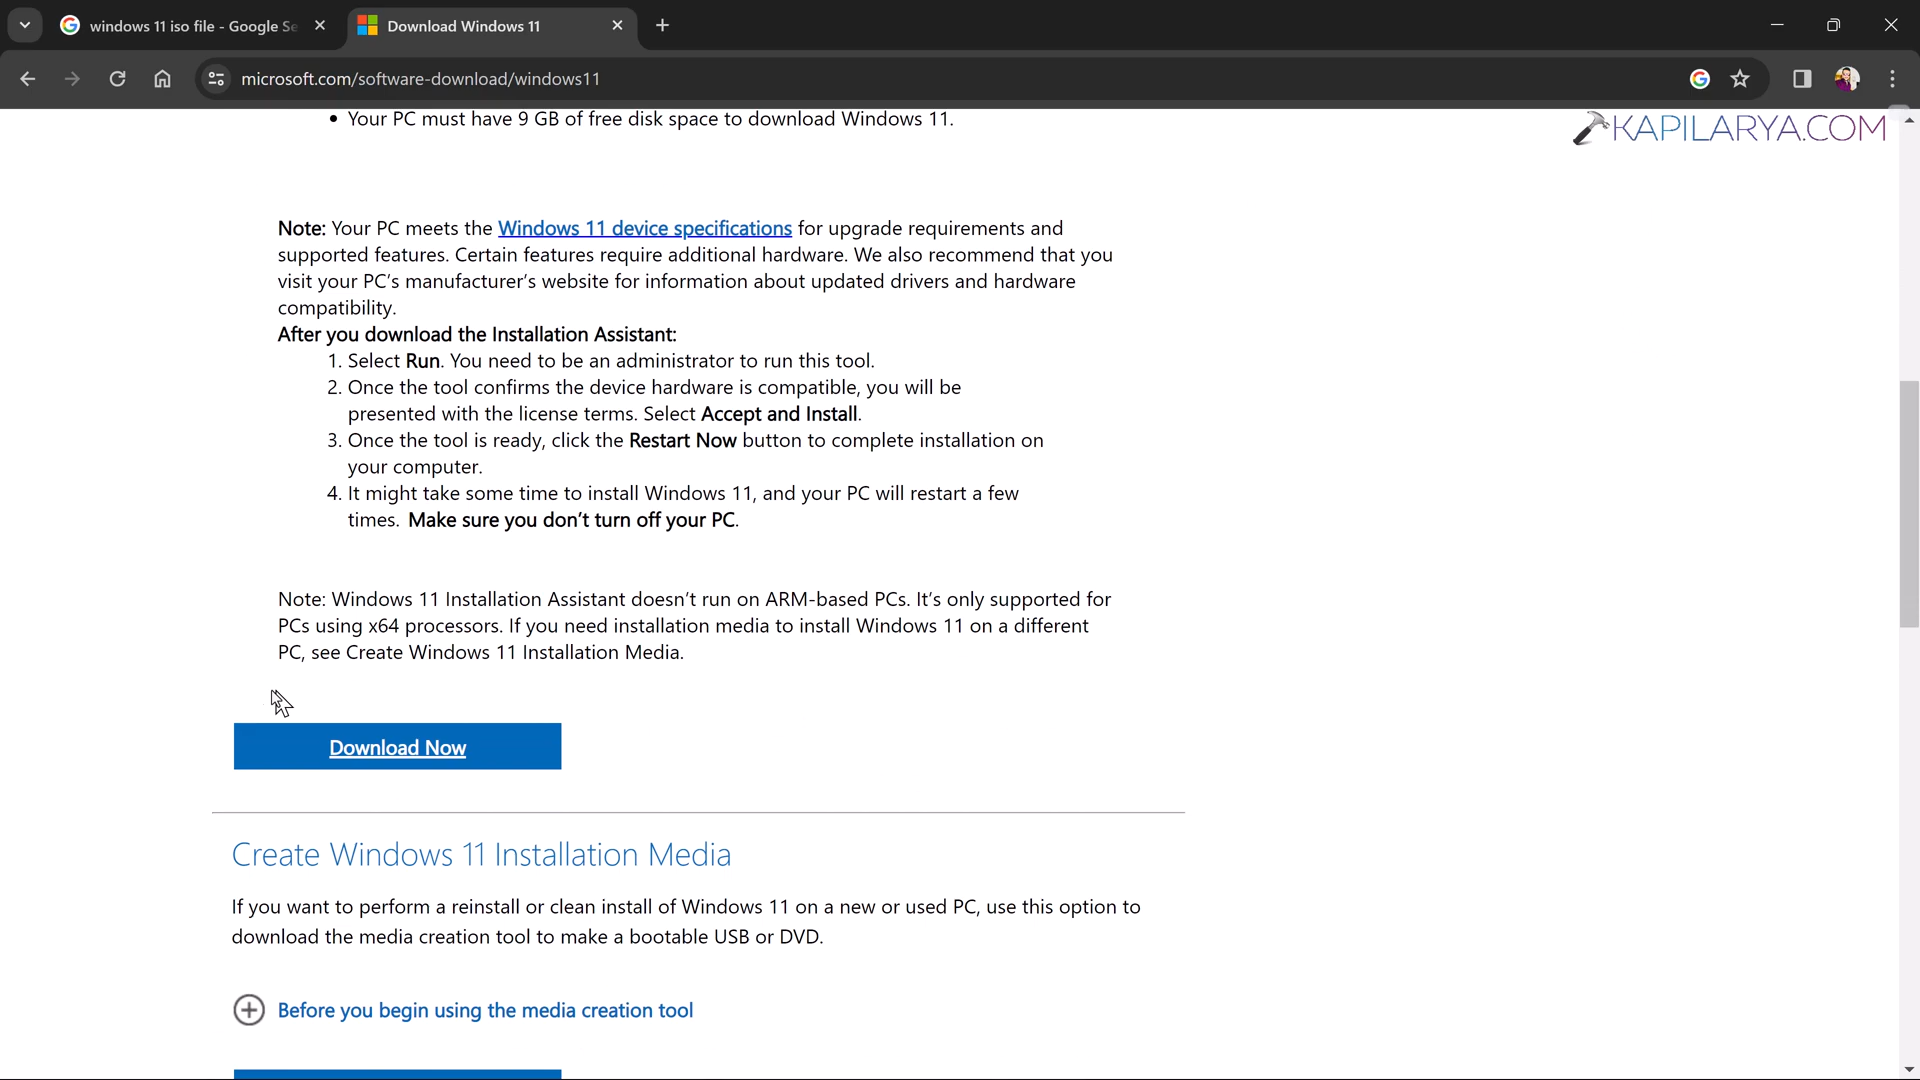 windows 11 iso file - Google Se
Download Windows 11
microsoft.com/software-download/windows11
• Your PC must have 9 GB of free disk space to download Windows 11.
KAPILARYA.COM
Note: Your PC meets the Windows 11 device specifications for upgrade requirements and
supported features. Certain features require additional hardware. We also recommend that you
visit your PC's manufacturer's website for information about updated drivers and hardware
compatibility.
After you download the Installation Assistant:
1. Select Run. You need to be an administrator to run this tool.
2. Once the tool confirms the device hardware is compatible, you will be
presented with the license terms. Select Accept and Install.
3. Once the tool is ready, click the Restart Now button to complete installation on
your computer.
4. It might take some time to install Windows 11, and your PC will restart a few
times. Make sure you don't turn off your PC.
Note: Windows 11 Installation Assistant doesn't run on ARM-based PCs. It's only supported for
PCs using x64 processors. If you need installation media to install Windows 11 on a different
PC, see Create Windows 11 Installation Media.
Download Now
Create Windows 11 Installation Media
If you want to perform a reinstall or clean install of Windows 11 on a new or used PC, use this option to
download the media creation tool to make a bootable USB or DVD.
Before you begin using the media creation tool